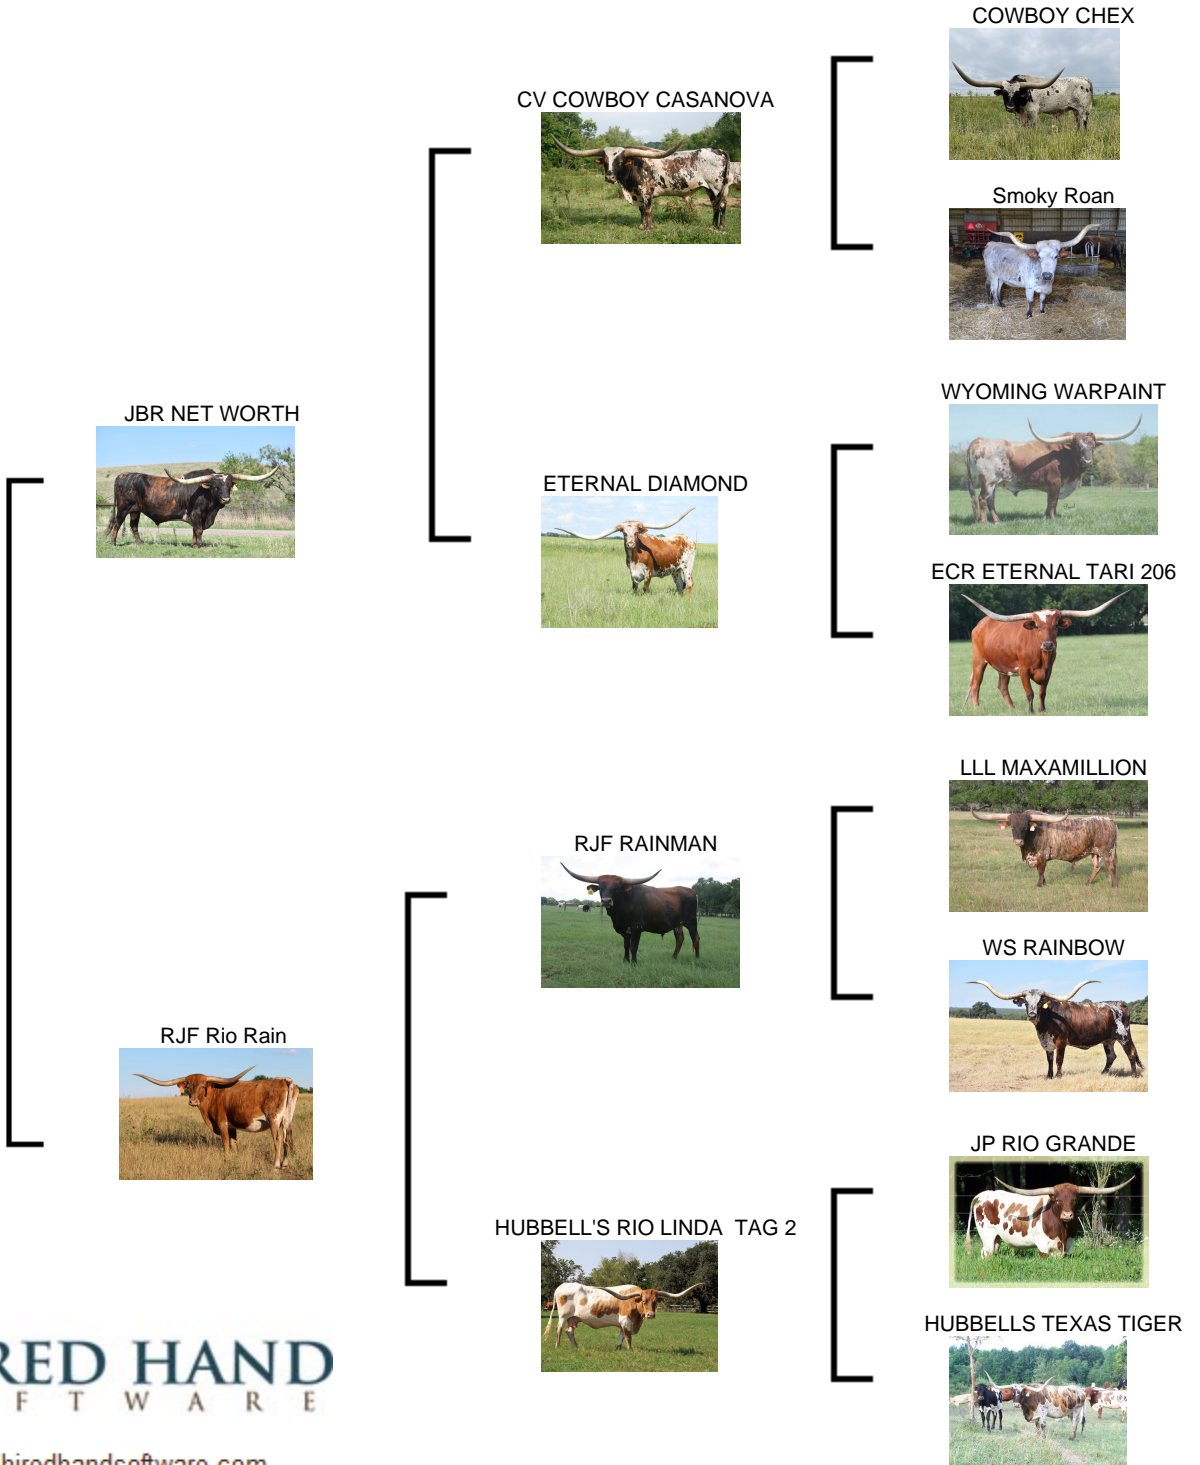 COWBOY CHEX
CV COWBOY CASANOVA
Smoky Roan
WYOMING WARPAINT
JBR NET WORTH
ETERNAL DIAMOND
ECR ETERNAL TARI 206
LLL MAXAMILLION
RJF RAINMAN
WS RAINBOW
RJF Rio Rain
JP RIO GRANDE
HUBBELL'S RIO LINDA TAG 2
HUBBELLS TEXAS TIGER
RED HAND
F T W A R E
hiredhandsoftware.com